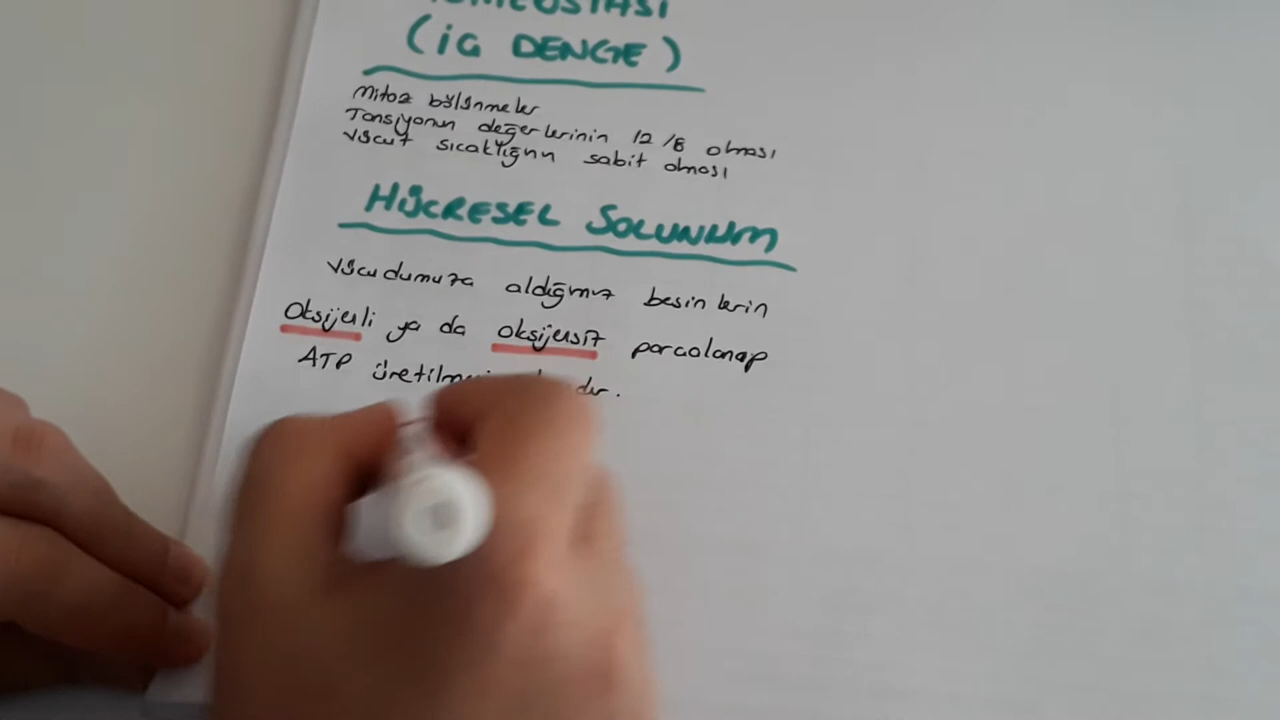 (iÇ DENGE)
Mitoz bölünmeler
Tansiyonun değerlerinin 12/8 olması
Vücut sıcaklığının sabit olması
HÜCRESEL SOLUNUM
Vücudumuza aldığımız besinlerin
Oksijenli ya da oksijensiz parçalanıp
ATP